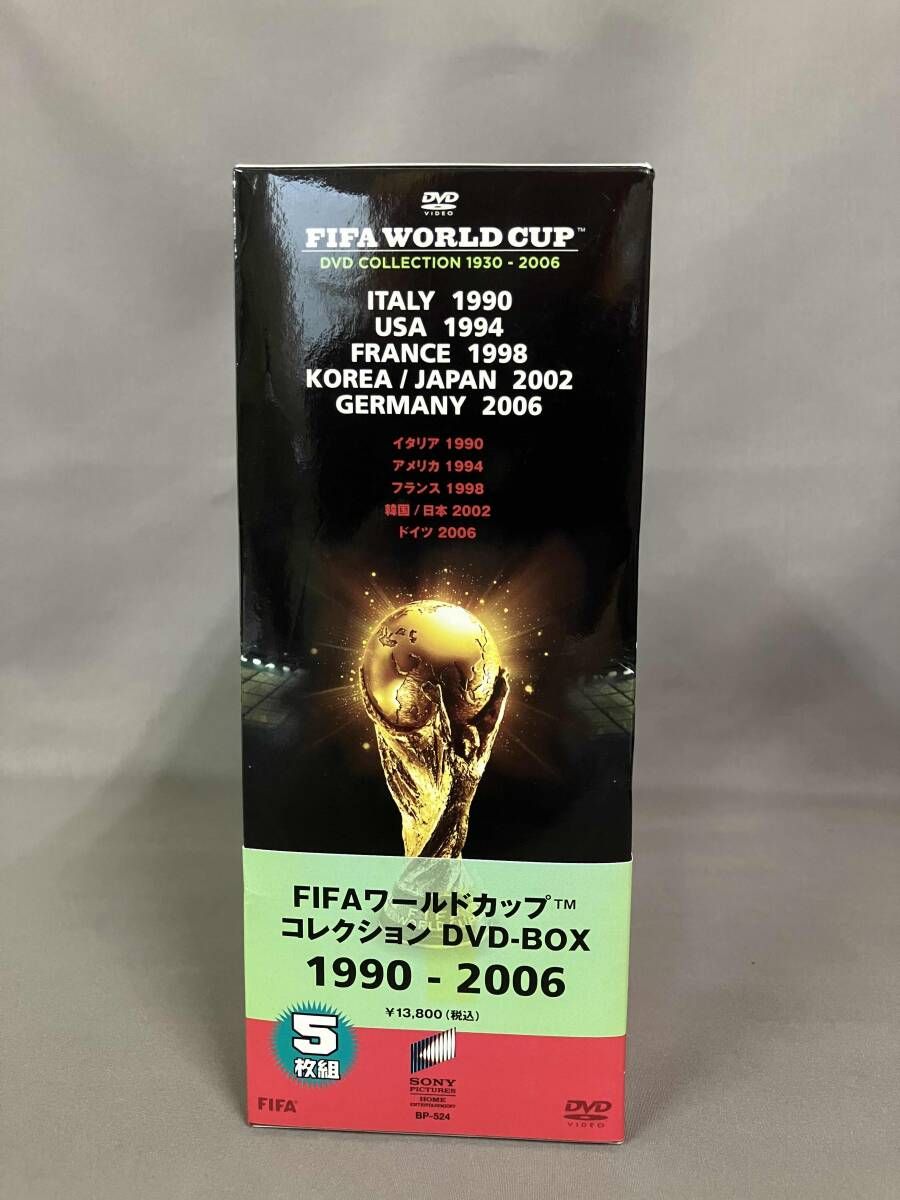 DVD
VIDEO
FIFA WORLD CUP™
DVD COLLECTION 1930 - 2006
ITALY 1990
USA 1994
FRANCE 1998
KOREA / JAPAN 2002
GERMANY 2006
イタリア 1990
アメリカ 1994
フランス 1998
韓国 / 日本 2002
ドイツ 2006
FIFAワールドカップ™
コレクション DVD-BOX
1990 - 2006
¥13,800(税込)
5
枚組
SONY
PICTURES
HOME
ENTERTAINMENT
BP-524
FIFA
DVD
VIDEO